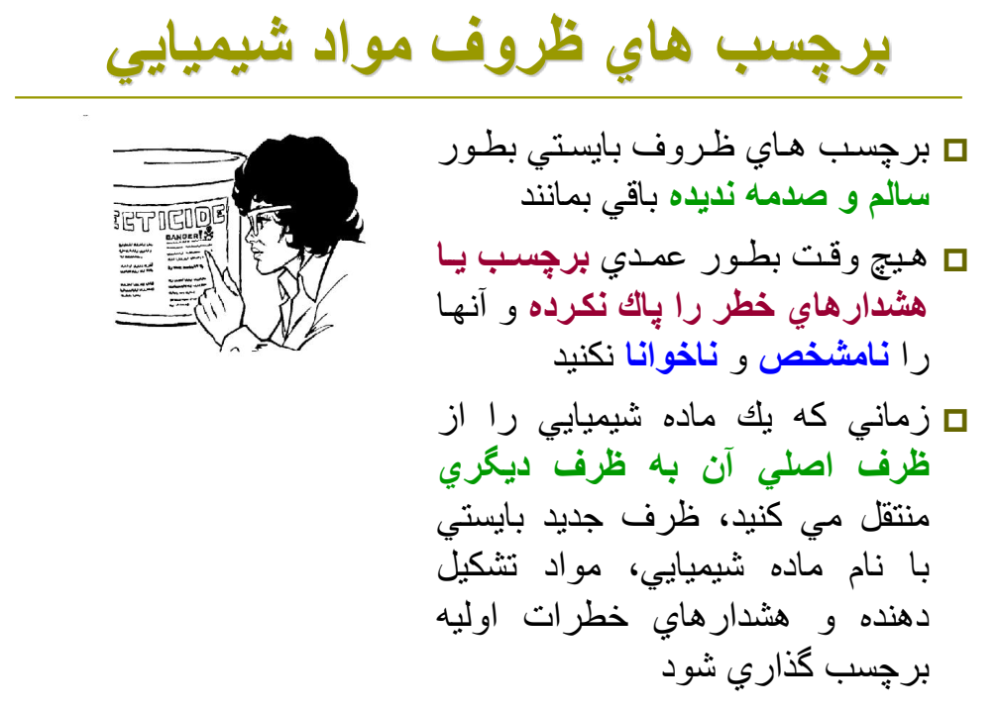 برچسب هاي ظروف مواد شيميايي
برچسب هاي ظروف بايستي بطور
سالم و صدمه نديده باقي بمانند
هيچ وقت بطور عمدي برچسب يا
هشدارهاي خطر را پاك نكرده و آنها
را نامشخص و ناخوانا نكنيد
زماني كه يك ماده شيميايي را از
ظرف اصلي آن به ظرف ديگري
منتقل مي كنيد، ظرف جديد بايستي
با نام ماده شيميايي، مواد تشكيل
دهنده و هشدارهاي خطرات اوليه
برچسب گذاري شود
ECTICIDE
DANGER!